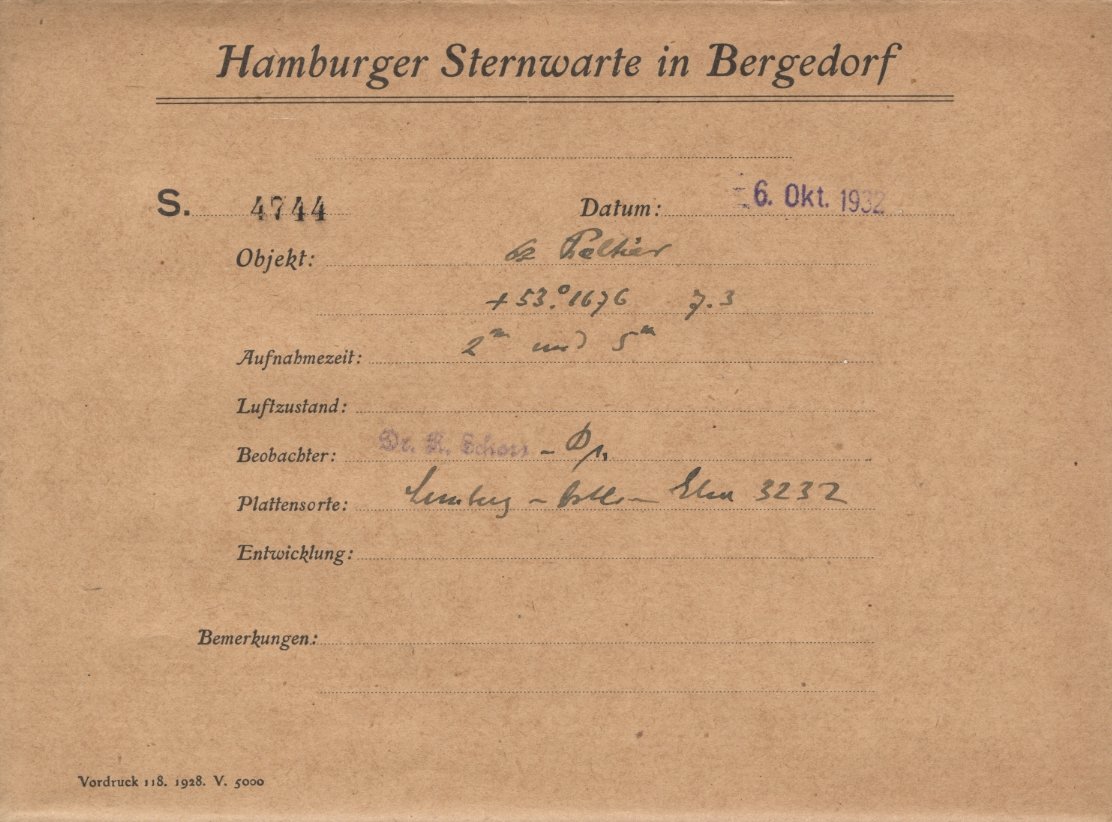 Hamburger Sternwarte in Bergedorf
S. 4744 Datum: 6. Okt. 1932
Objekt: Peltier
+53.°1676 7.3
Aufnahmezeit: 2ᵐ und 5ᵐ
Luftzustand:
Beobachter: Dr. K. Schorr -
Plattensorte: 3232
Entwicklung:
Bemerkungen:
Vordruck 118. 1928. V. 5000